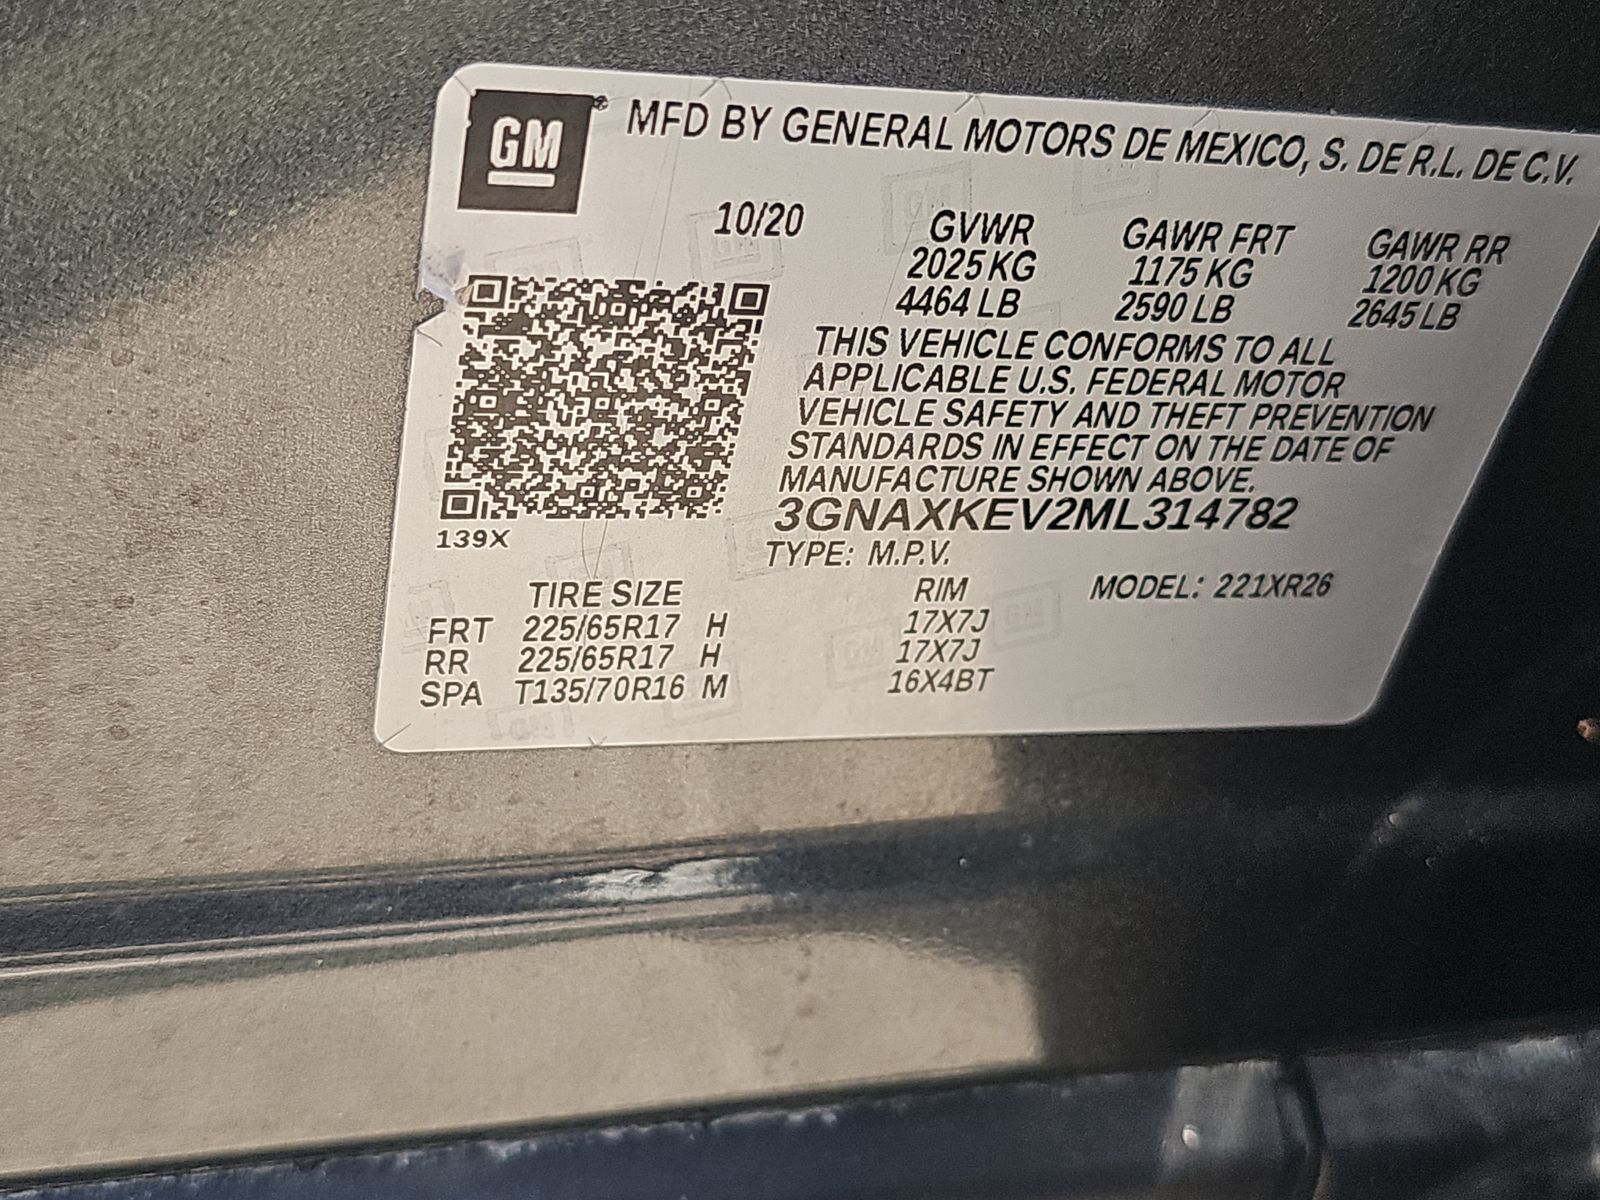 GM® MFD BY GENERAL MOTORS DE MEXICO, S. DE R.L. DE C.V.
10/20 GVWR GAWR FRT GAWR RR
2025 KG 1175 KG 1200 KG
4464 LB 2590 LB 2645 LB
THIS VEHICLE CONFORMS TO ALL
APPLICABLE U.S. FEDERAL MOTOR
VEHICLE SAFETY AND THEFT PREVENTION
STANDARDS IN EFFECT ON THE DATE OF
MANUFACTURE SHOWN ABOVE.
3GNAXKEV2ML314782
139X
TYPE: M.P.V.
TIRE SIZE RIM MODEL: 221XR26
FRT 225/65R17 H 17X7J
RR 225/65R17 H 17X7J
SPA T135/70R16 M 16X4BT